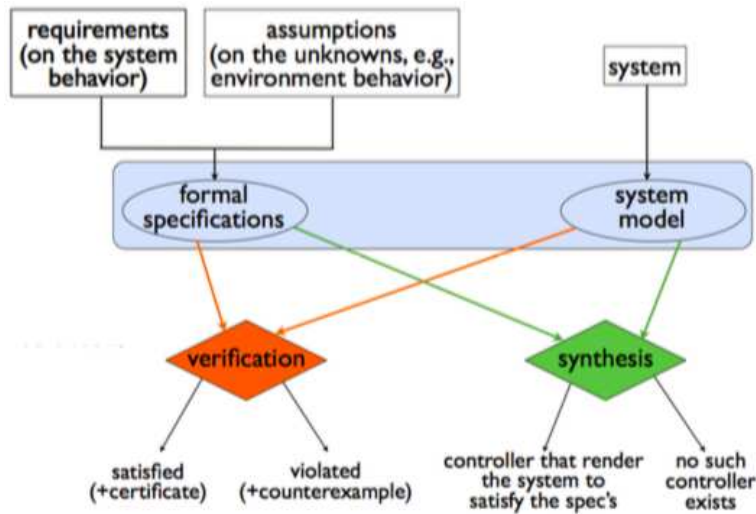 requirements
(on the system
behavior)
assumptions
(on the unknowns, e.g.,
environment behavior)
system
formal
specifications
system
model
verification
synthesis
satisfied
(+certificate)
violated
(+counterexample)
controller that render
the system to
satisfy the spec's
no such
controller
exists